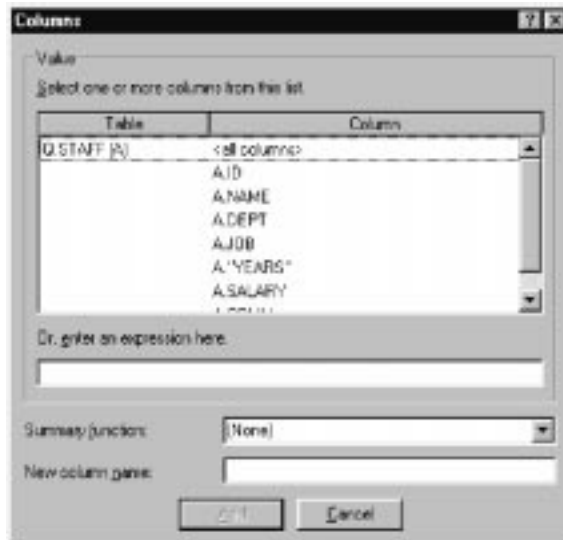 Columns
Value
Select one or more columns from this list.
Table Column
Q.STAFF (A) <all columns>
A.ID
A.NAME
A.DEPT
A.JOB
A."YEARS"
A.SALARY
Or, enter an expression here.
Summary function: (None)
New column name:
Add Cancel